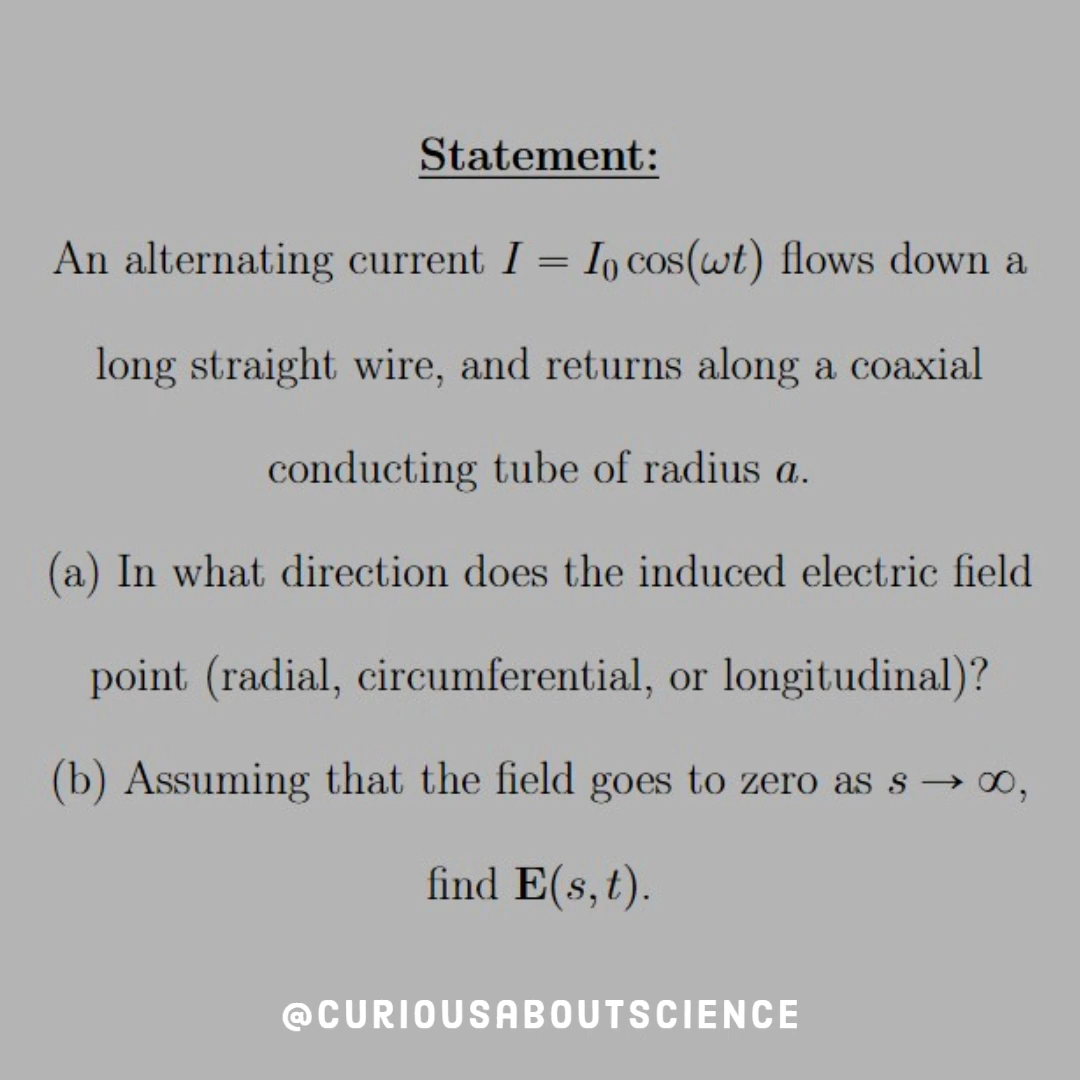 Statement:
An alternating current I = I₀ cos(ωt) flows down a
long straight wire, and returns along a coaxial
conducting tube of radius a.
(a) In what direction does the induced electric field
point (radial, circumferential, or longitudinal)?
(b) Assuming that the field goes to zero as s → ∞,
find E(s, t).
@CURIOUSABOUTSCIENCE